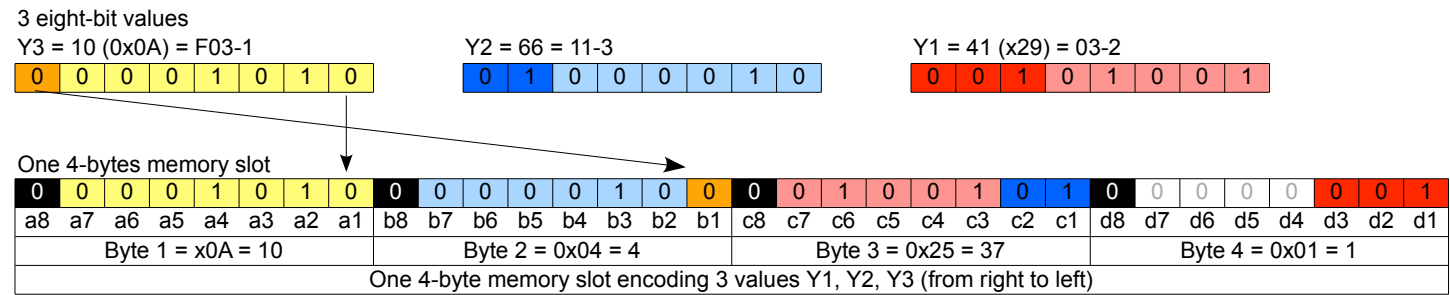 3 eight-bit values
Y3 = 10 (0x0A) = F03-1 Y2 = 66 = 11-3 Y1 = 41 (x29) = 03-2
0 0 0 0 1 0 1 0 0 1 0 0 0 0 1 0 0 0 1 0 1 0 0 1
One 4-bytes memory slot
0 0 0 0 1 0 1 0 0 0 0 0 0 1 0 0 0 0 1 0 0 1 0 1 0 0 0 0 0 0 0 1
a8 a7 a6 a5 a4 a3 a2 a1 b8 b7 b6 b5 b4 b3 b2 b1 c8 c7 c6 c5 c4 c3 c2 c1 d8 d7 d6 d5 d4 d3 d2 d1
Byte 1 = x0A = 10 Byte 2 = 0x04 = 4 Byte 3 = 0x25 = 37 Byte 4 = 0x01 = 1
One 4-byte memory slot encoding 3 values Y1, Y2, Y3 (from right to left)